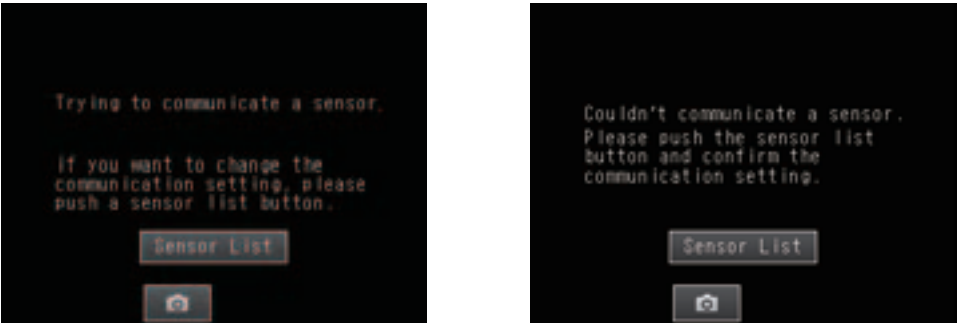 Trying to communicate a sensor.
If you want to change the
communication setting, please
push a sensor list button.
Sensor List
Couldn't communicate a sensor.
Please push the sensor list
button and confirm the
communication setting.
Sensor List